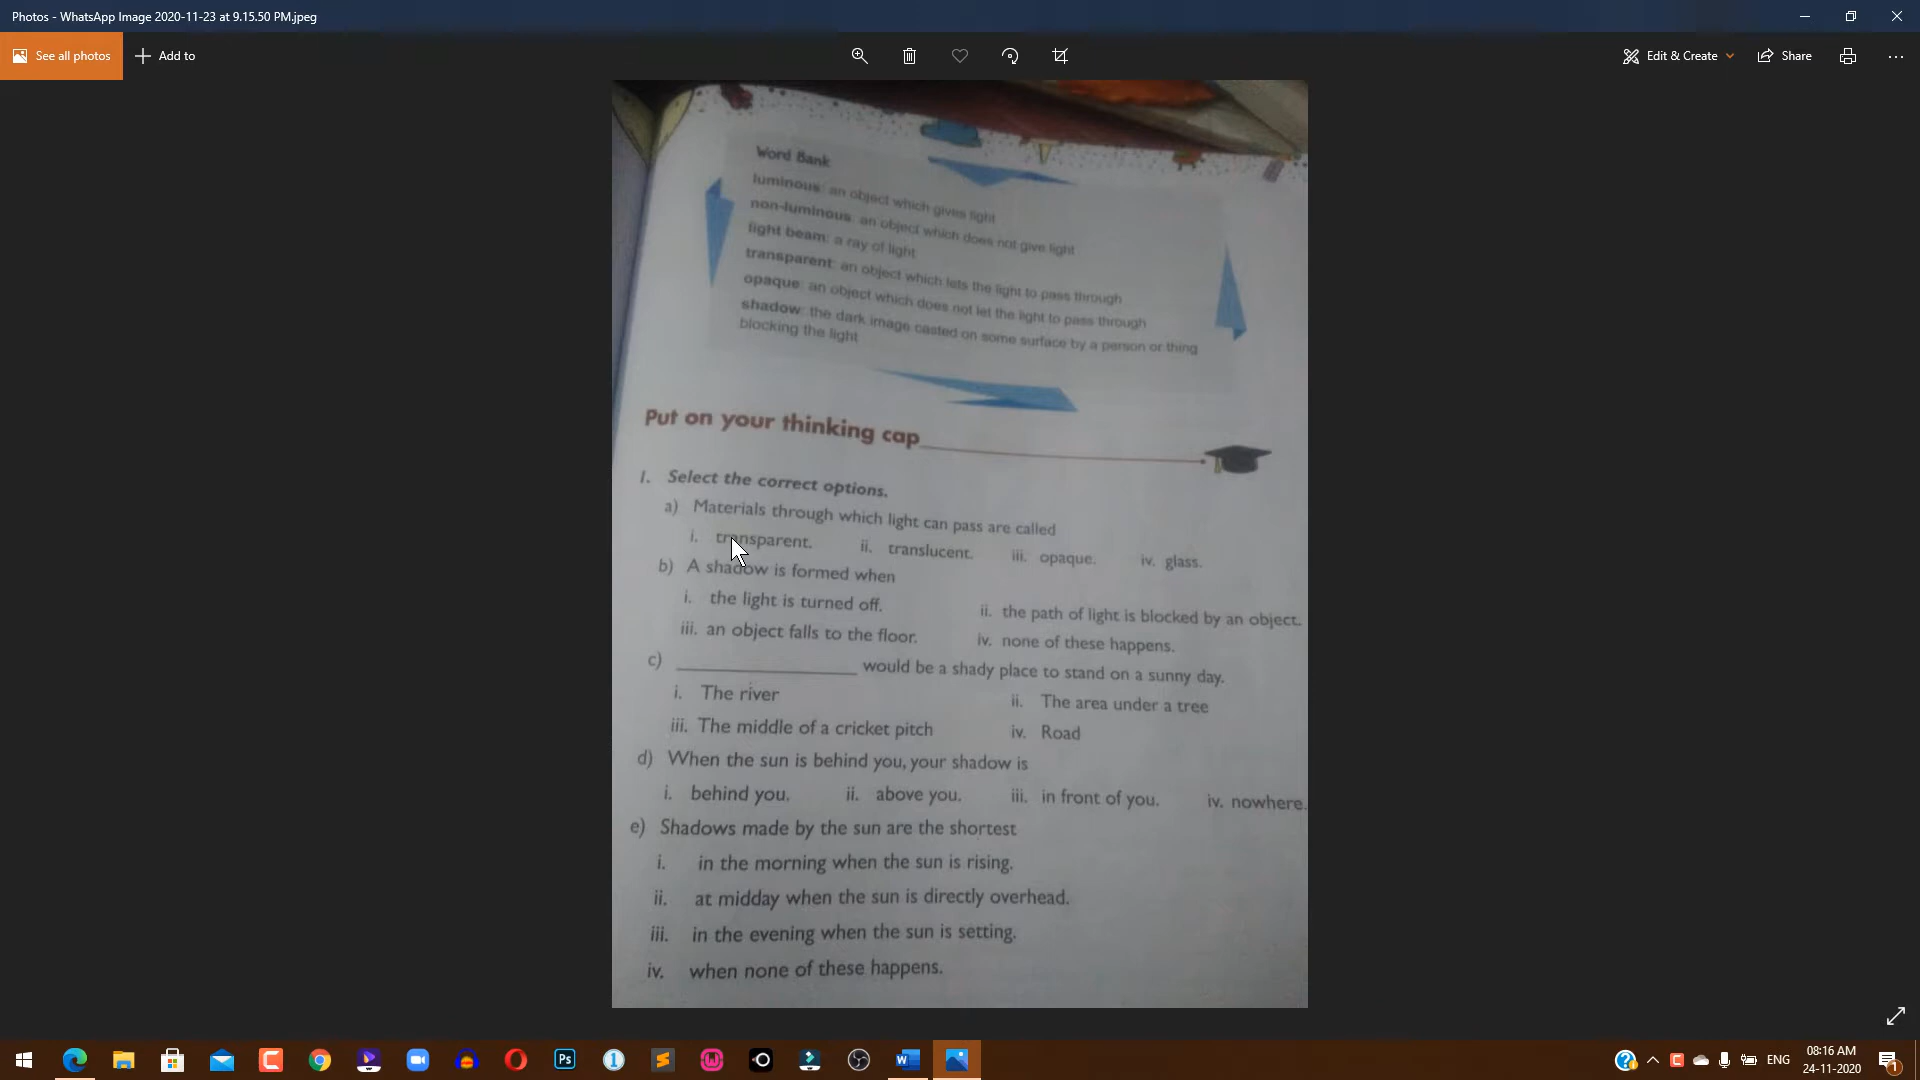 Photos - WhatsApp Image 2020-11-23 at 9.15.50 PM.jpeg
See all photos
Add to
Edit & Create
Share
Word Bank
luminous: an object which gives light
non-luminous: an object which does not give light
light beam: a ray of light
transparent: an object which lets the light to pass through
opaque: an object which does not let the light to pass through
shadow: the dark image casted on some surface by a person or thing
blocking the light
Put on your thinking cap
1. Select the correct options.
a) Materials through which light can pass are called
i. transparent. ii. translucent. iii. opaque. iv. glass.
b) A shadow is formed when
i. the light is turned off. ii. the path of light is blocked by an object.
iii. an object falls to the floor. iv. none of these happens.
c) ____________ would be a shady place to stand on a sunny day.
i. The river ii. The area under a tree
iii. The middle of a cricket pitch iv. Road
d) When the sun is behind you, your shadow is
i. behind you. ii. above you. iii. in front of you. iv. nowhere.
e) Shadows made by the sun are the shortest
i. in the morning when the sun is rising.
ii. at midday when the sun is directly overhead.
iii. in the evening when the sun is setting.
iv. when none of these happens.
Ps
W
ENG
08:16 AM
24-11-2020
1